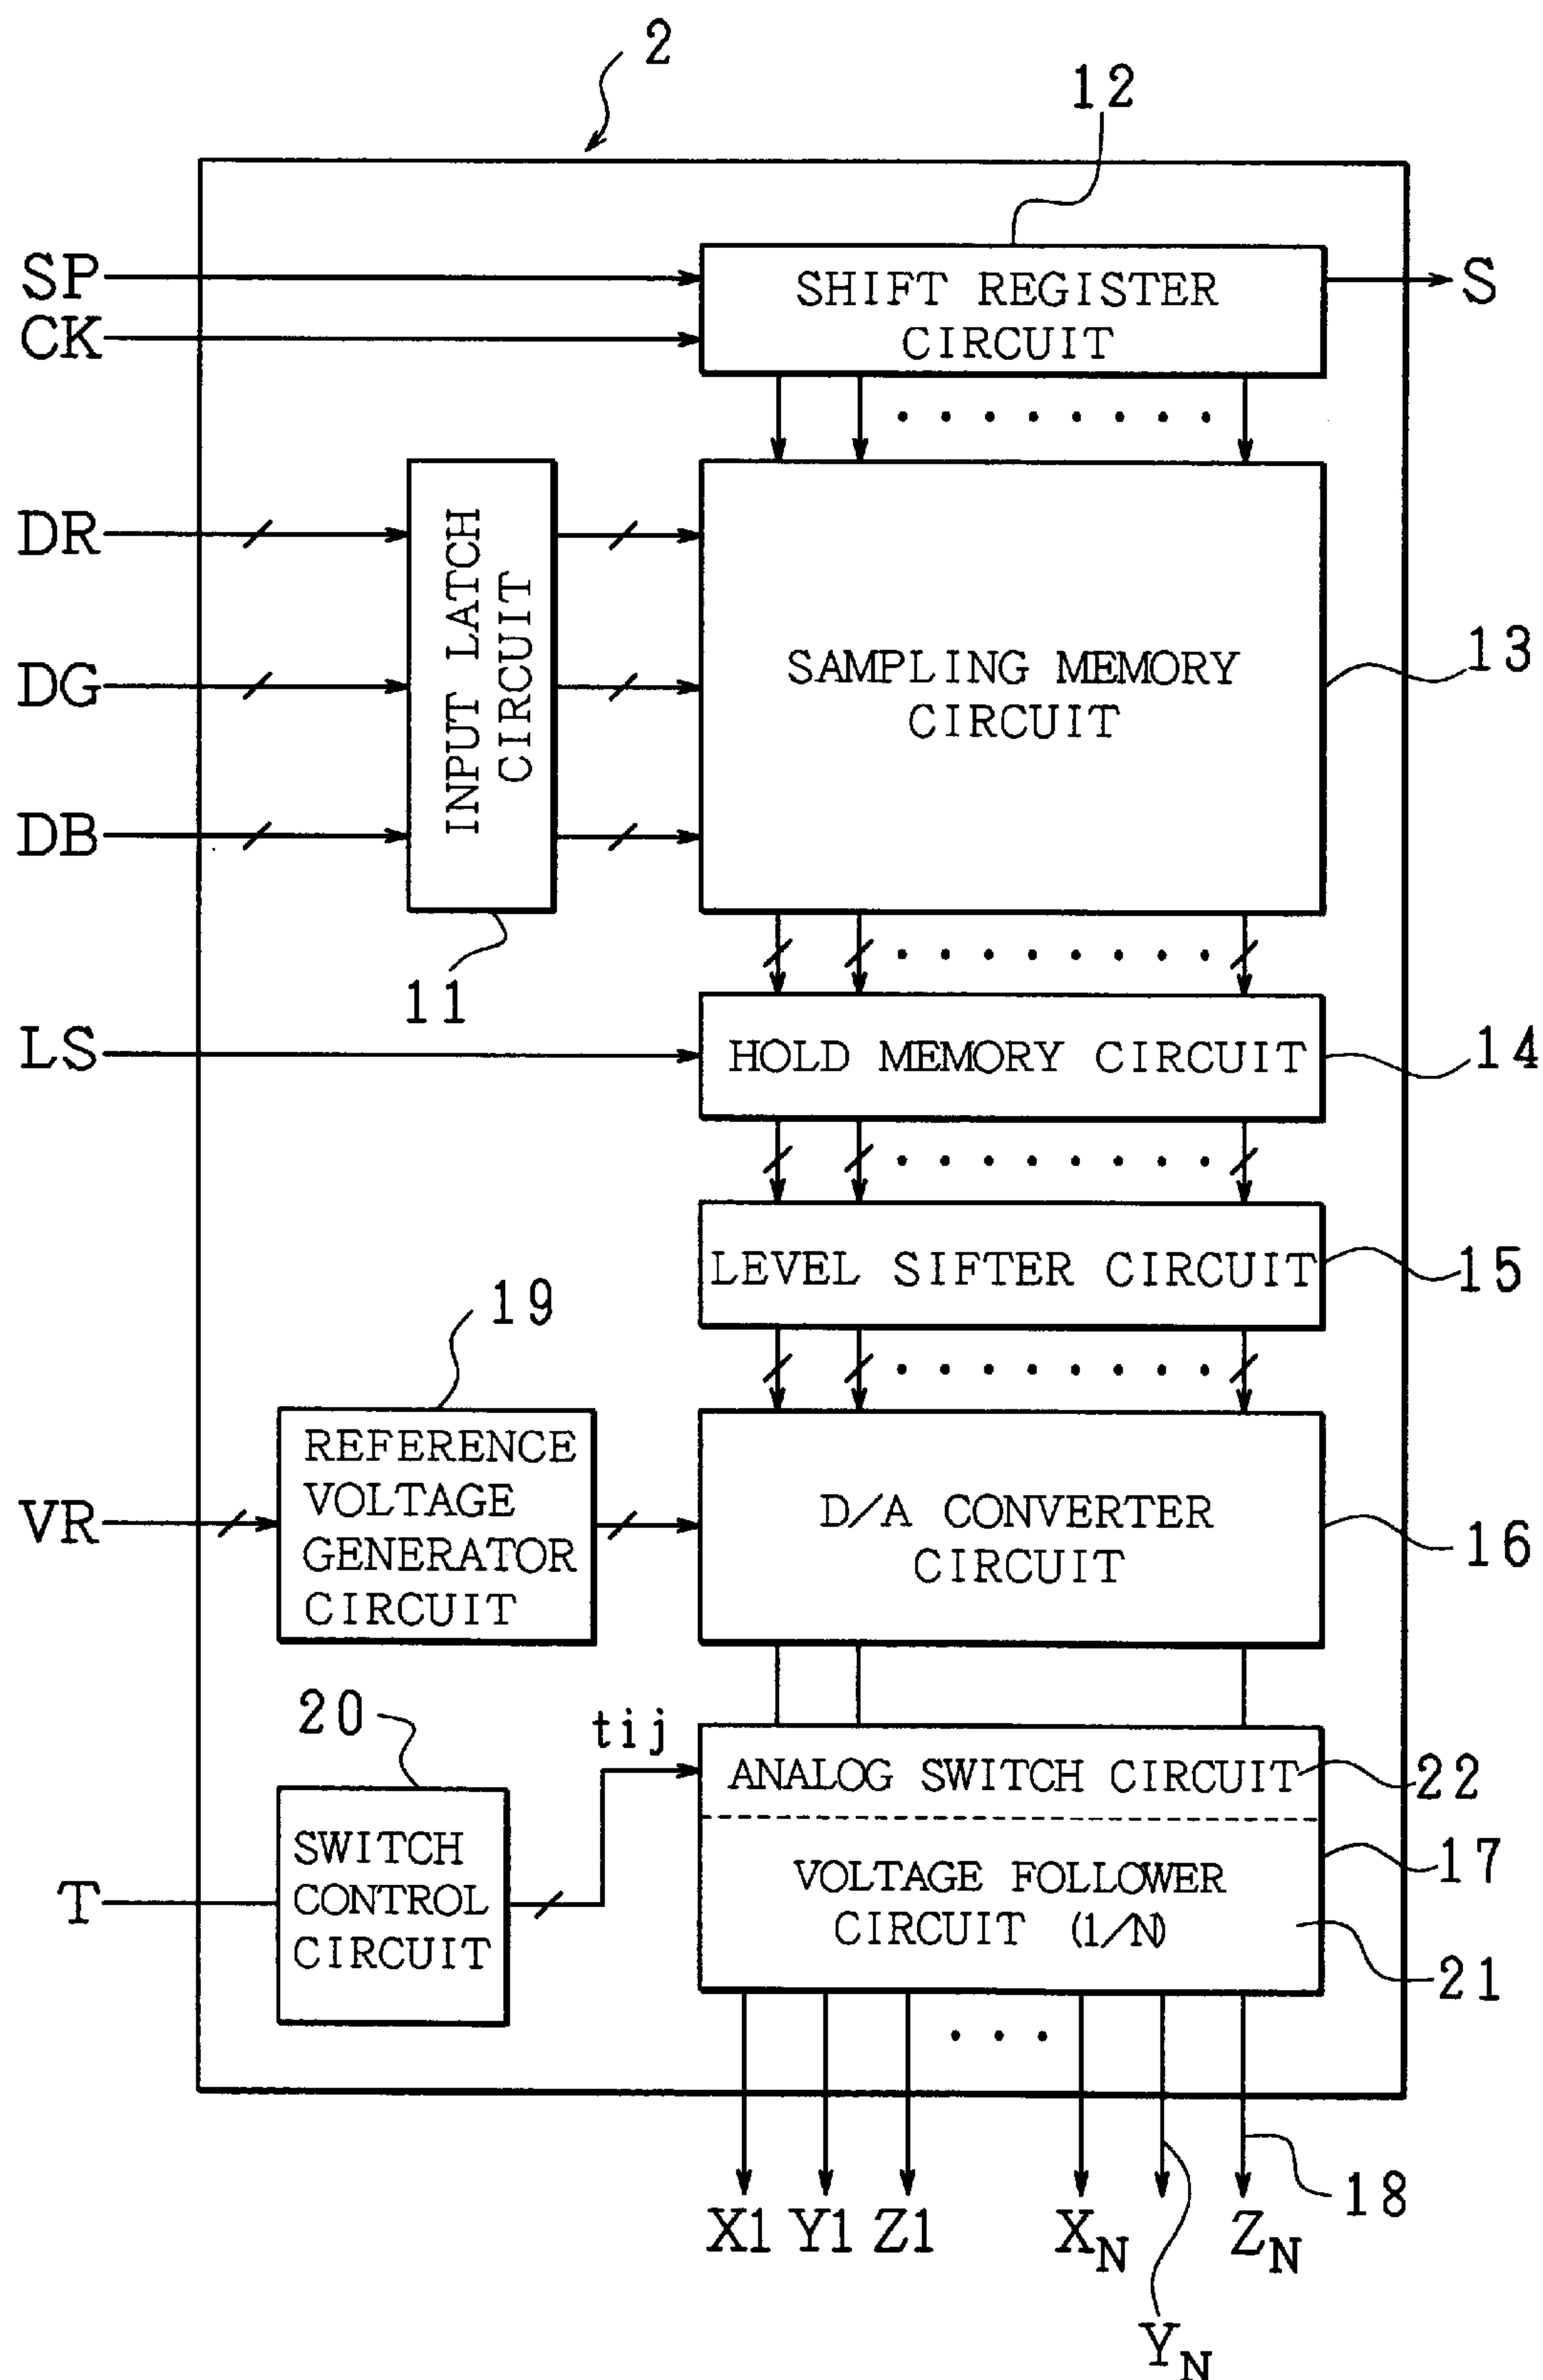 2
12
SP
SHIFT REGISTER
CIRCUIT
S
CK
DR
DG
DB
INPUT LATCH
CIRCUIT
11
SAMPLING MEMORY
CIRCUIT
13
LS
HOLD MEMORY CIRCUIT
14
LEVEL SIFTER CIRCUIT
15
19
REFERENCE
VOLTAGE
GENERATOR
CIRCUIT
VR
D/A CONVERTER
CIRCUIT
16
20
tij
ANALOG SWITCH CIRCUIT
22
SWITCH
CONTROL
CIRCUIT
T
VOLTAGE FOLLOWER
CIRCUIT (1/N)
17
21
X1 Y1 Z1 XN ZN
18
YN